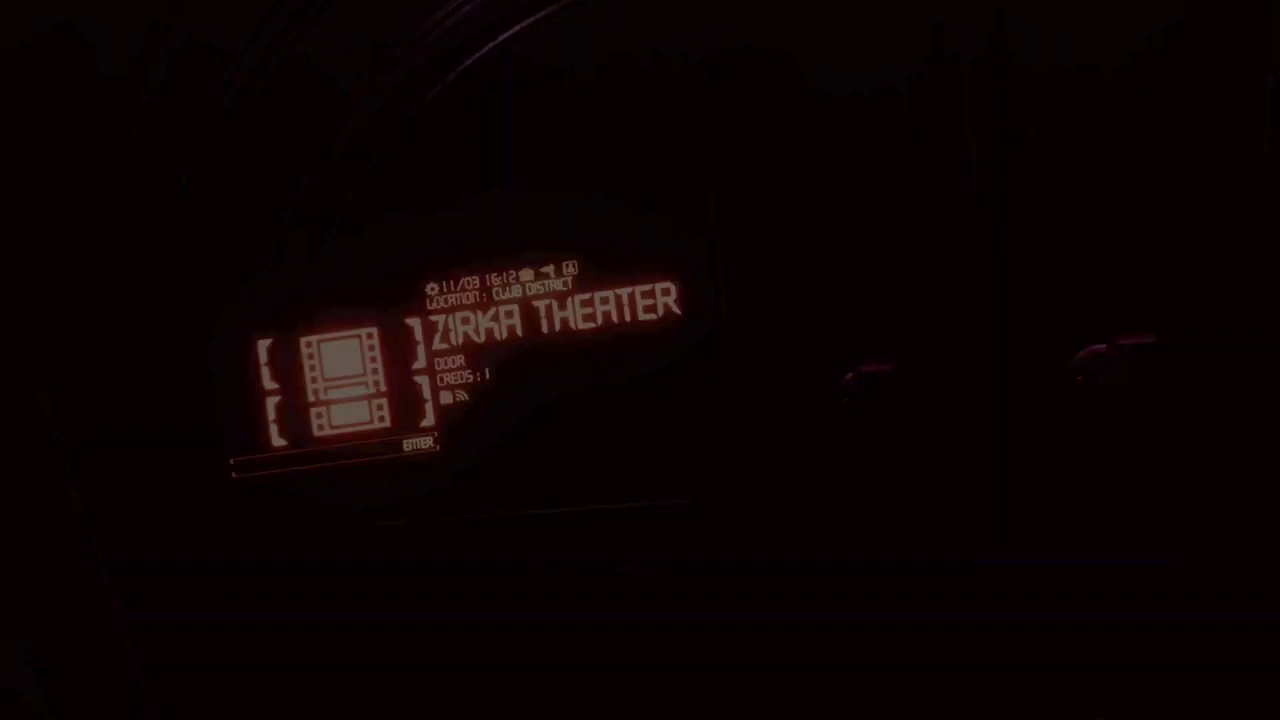 11/03 16:12
LOCATION : CLUB DISTRICT
ZIRKA THEATER
DOOR
CREDS : 1
ENTER